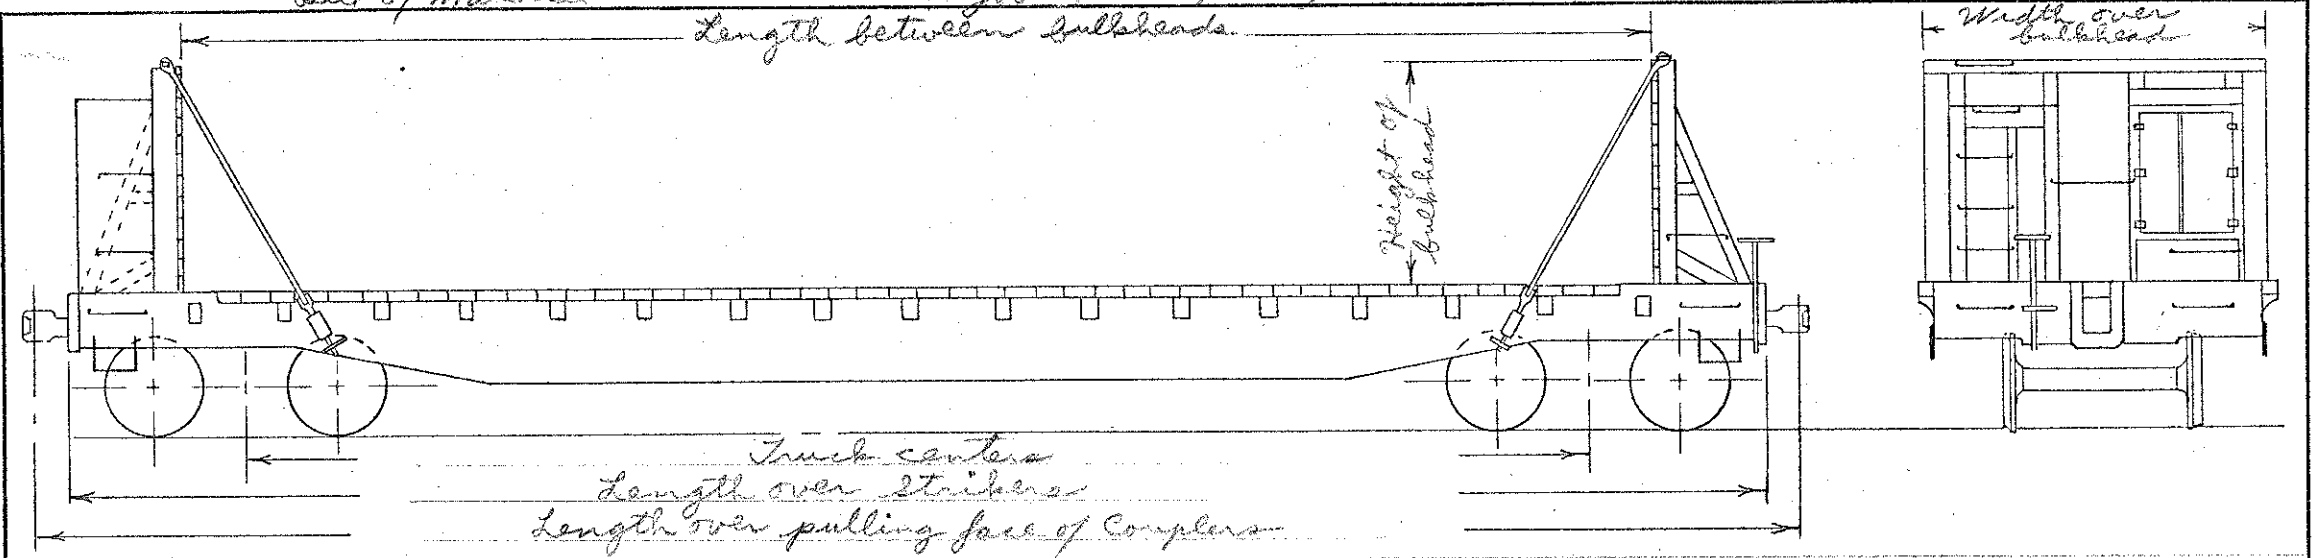 Length between bulkheads.
Width over
bulkhead
Height of
bulkhead
Truck centers
Length over Strikers
Length over pulling face of Couplers